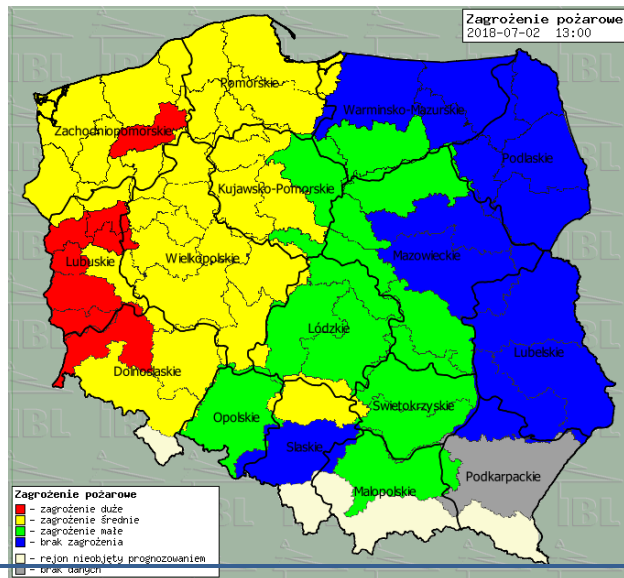 Zagrożenie pożarowe
2018-07-02 13:00
Pomorskie
Warmińsko-Mazurskie
Zachodniopomorskie
Podlaskie
Kujawsko-Pomorskie
Mazowieckie
Wielkopolskie
Lubuskie
Łódzkie
Lubelskie
Dolnośląskie
Świętokrzyskie
Opolskie
Śląskie
Podkarpackie
Małopolskie
Zagrożenie pożarowe
- zagrożenie duże
- zagrożenie średnie
- zagrożenie małe
- brak zagrożenia
- rejon nieobjęty prognozowaniem
- brak danych
IBL